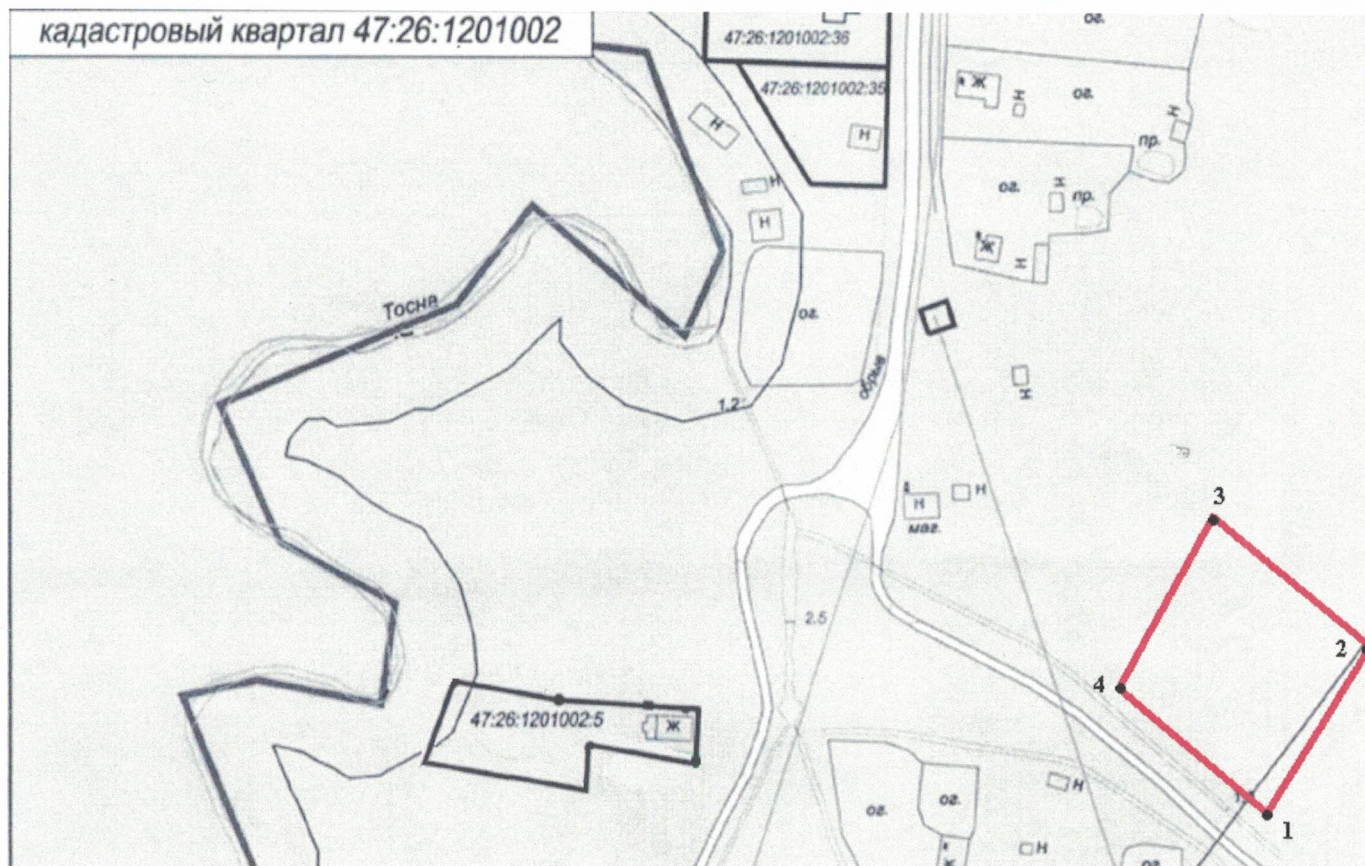 кадастровый квартал 47:26:1201002
47:26:1201002:36
ог.
47:26:1201002:35
Ж
ог.
Н
Н
Н
Н
пр.
ог.
Н
пр.
Н
Н
Ж
Н
Тосна
ог.
обрыв
1.2
Н
3
Н
Н
маг.
2.5
2
4
47:26:1201002:5
Ж
Н
ог.
ог.
1
Н
Ж
ог.